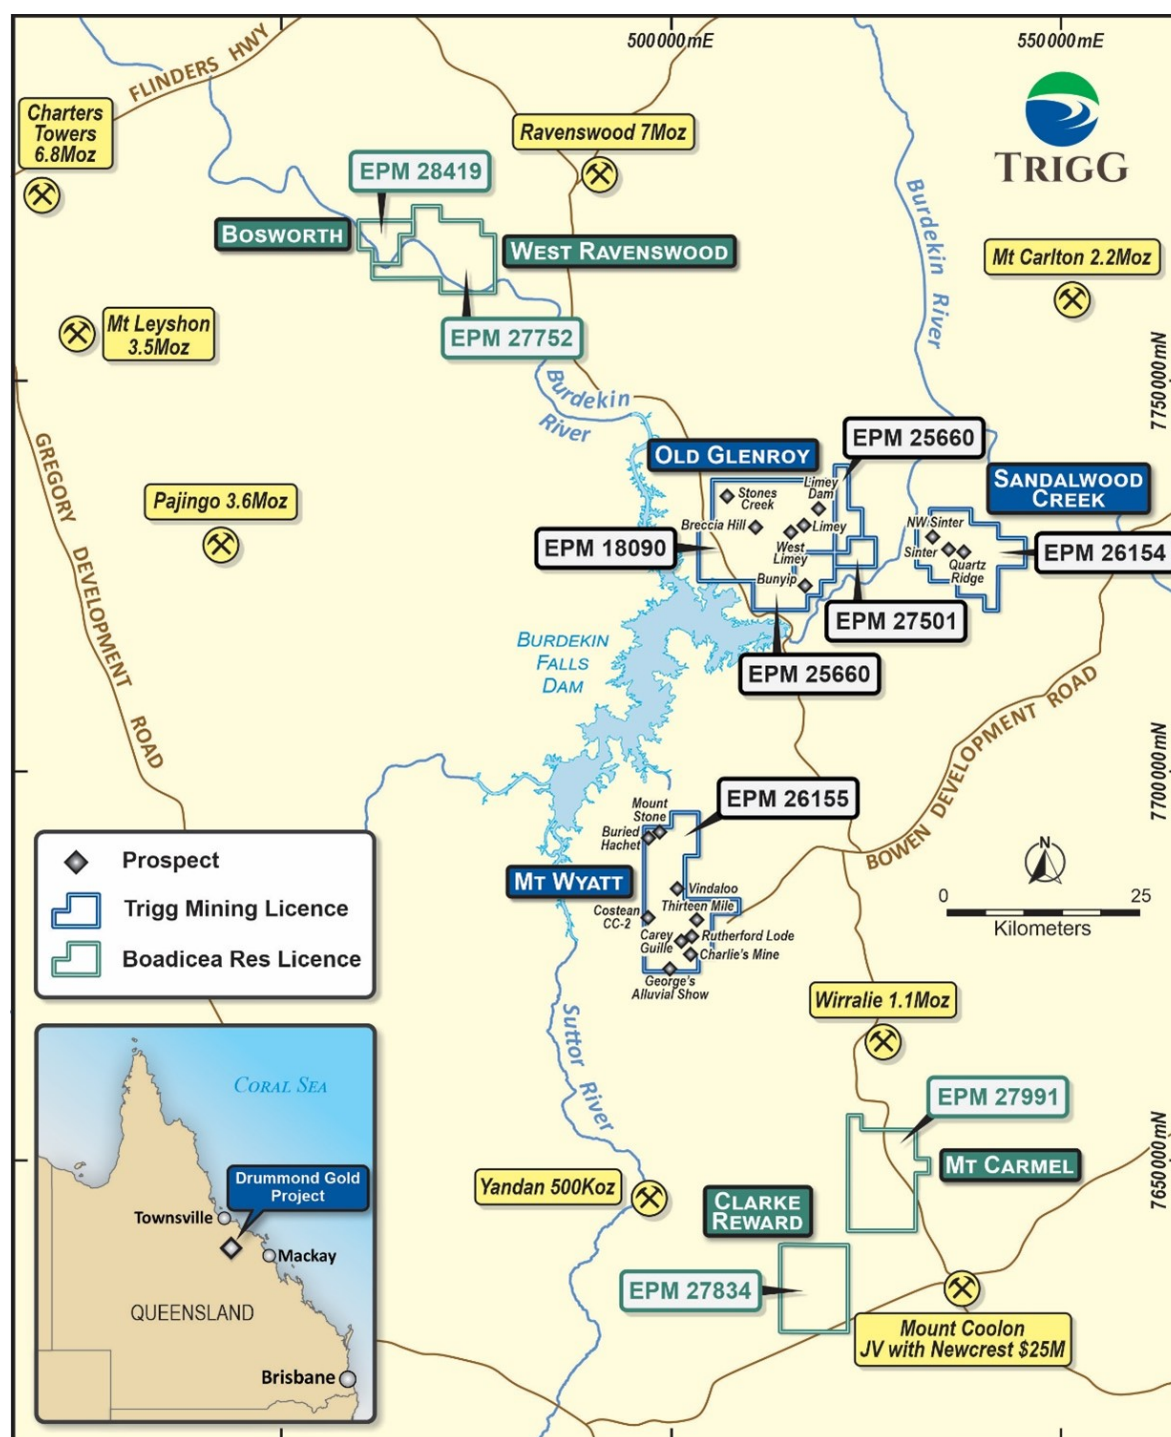 500000mE
550000mE
FLINDERS HWY
Charters
Towers
6.8Moz
Ravenswood 7Moz
TRIGG
EPM 28419
BOSWORTH
WEST RAVENSWOOD
EPM 27752
Burdekin
River
Mt Carlton 2.2Moz
Mt Leyshon
3.5Moz
7750000mN
Burdekin
River
GREGORY DEVELOPMENT ROAD
Pajingo 3.6Moz
OLD GLENROY
EPM 25660
SANDALWOOD
CREEK
Stones
Creek
Limey
Dam
Breccia Hill
Limey
West
Limey
Bunyip
NW Sinter
Sinter
Quartz
Ridge
EPM 18090
EPM 26154
EPM 27501
EPM 25660
BURDEKIN
FALLS
DAM
BOWEN DEVELOPMENT ROAD
7700000mN
EPM 26155
Mount
Stone
Buried
Hachet
MT WYATT
Vindaloo
Thirteen Mile
Costean
CC-2
Carey
Guille
Rutherford Lode
Charlie's Mine
George's
Alluvial Show
N
0
25
Kilometers
Prospect
Trigg Mining Licence
Boadicea Res Licence
Suttor River
Wirralie 1.1Moz
EPM 27991
MT CARMEL
7650000mN
Yandan 500Koz
CLARKE
REWARD
EPM 27834
Mount Coolon
JV with Newcrest $25M
CORAL SEA
Drummond Gold
Project
Townsville
Mackay
QUEENSLAND
Brisbane